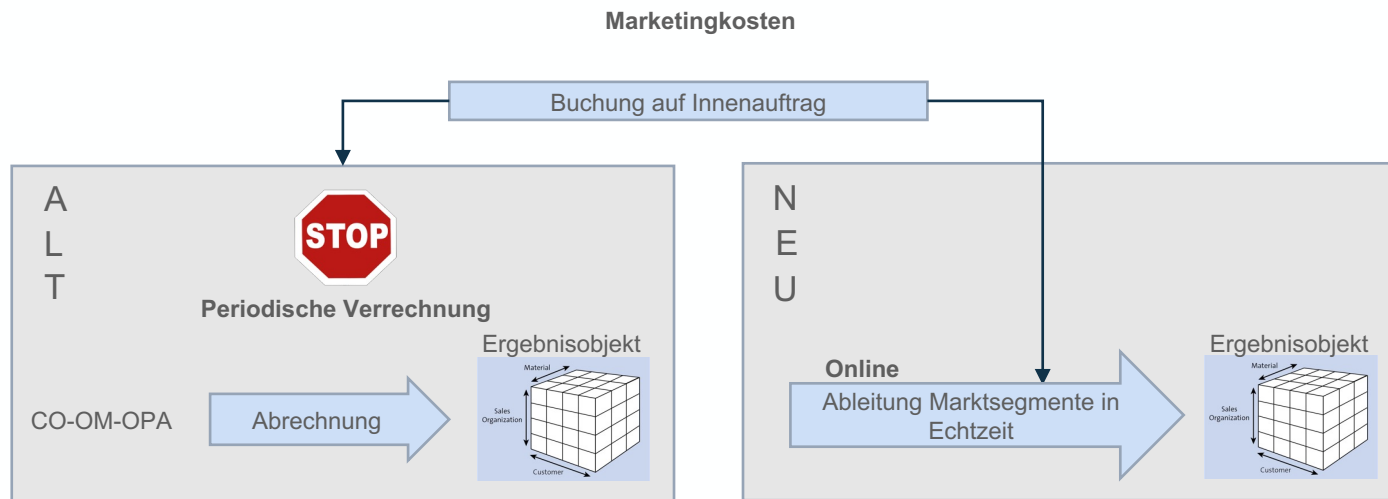 Marketingkosten
Buchung auf Innenauftrag
A
L
T
STOP
Periodische Verrechnung
Ergebnisobjekt
Material
Sales
Organization
Customer
CO-OM-OPA
Abrechnung
N
E
U
Online
Ableitung Marktsegmente in
Echtzeit
Ergebnisobjekt
Material
Sales
Organization
Customer